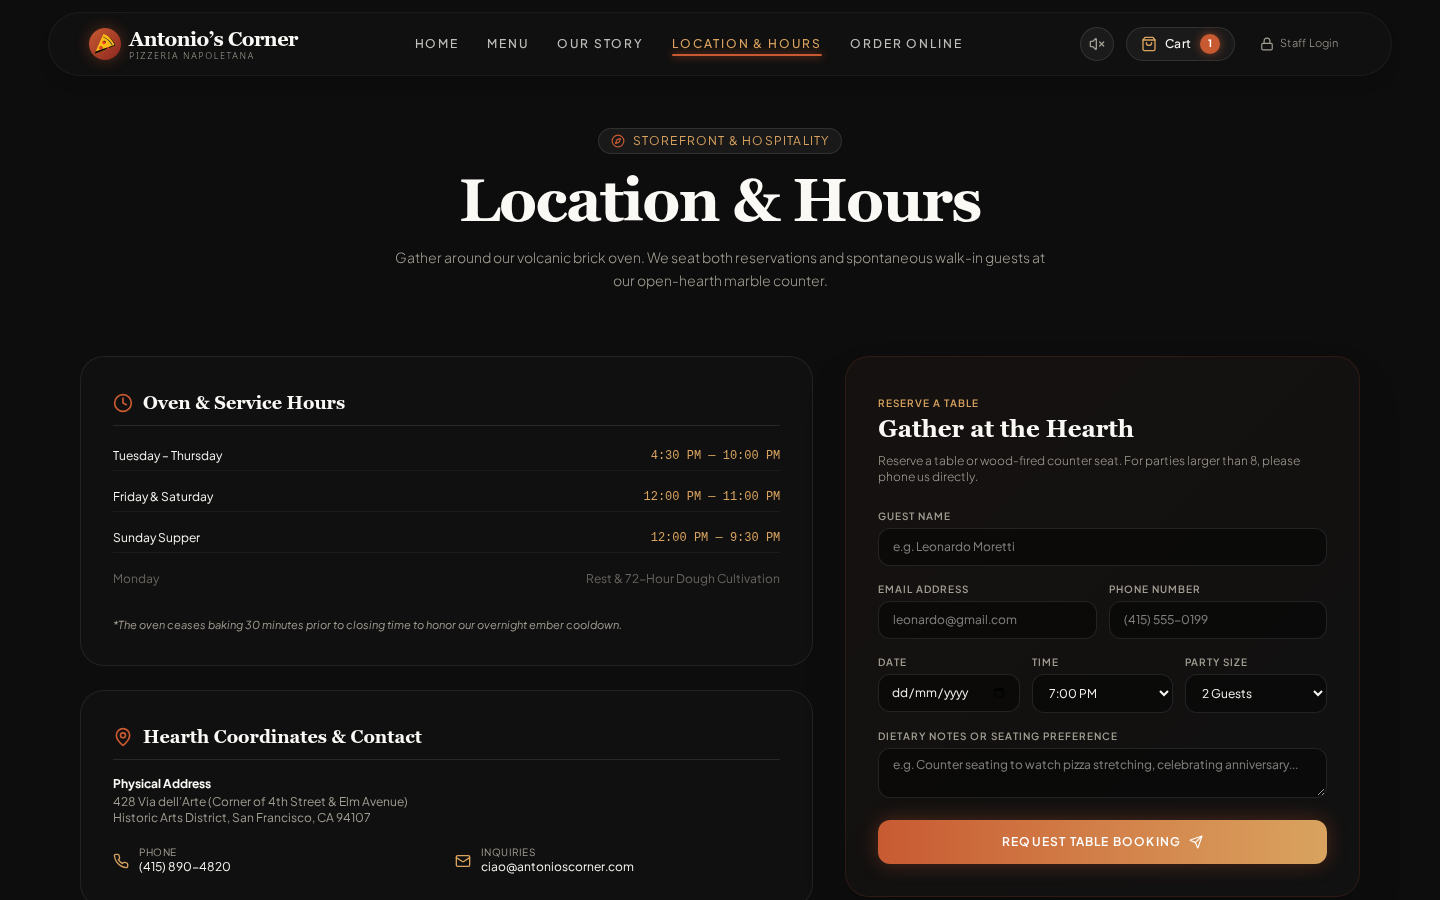 Antonio's Corner
PIZZERIA NAPOLETANA
HOME
MENU
OUR STORY
LOCATION & HOURS
ORDER ONLINE
Cart 1
Staff Login
STOREFRONT & HOSPITALITY
Location & Hours
Gather around our volcanic brick oven. We seat both reservations and spontaneous walk-in guests at
our open-hearth marble counter.
Oven & Service Hours
Tuesday – Thursday 4:30 PM — 10:00 PM
Friday & Saturday 12:00 PM — 11:00 PM
Sunday Supper 12:00 PM — 9:30 PM
Monday Rest & 72-Hour Dough Cultivation
*The oven ceases baking 30 minutes prior to closing time to honor our overnight ember cooldown.
Hearth Coordinates & Contact
Physical Address
428 Via dell'Arte (Corner of 4th Street & Elm Avenue)
Historic Arts District, San Francisco, CA 94107
PHONE
(415) 890-4820
INQUIRIES
ciao@antonioscorner.com
RESERVE A TABLE
Gather at the Hearth
Reserve a table or wood-fired counter seat. For parties larger than 8, please
phone us directly.
GUEST NAME
e.g. Leonardo Moretti
EMAIL ADDRESS
leonardo@gmail.com
PHONE NUMBER
(415) 555-0199
DATE
dd/mm/yyyy
TIME
7:00 PM
PARTY SIZE
2 Guests
DIETARY NOTES OR SEATING PREFERENCE
e.g. Counter seating to watch pizza stretching, celebrating anniversary...
REQUEST TABLE BOOKING